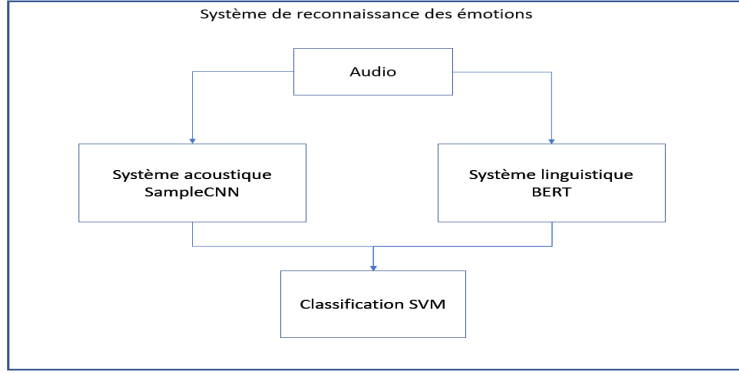 Système de reconnaissance des émotions
Audio
Système acoustique
SampleCNN
Système linguistique
BERT
Classification SVM